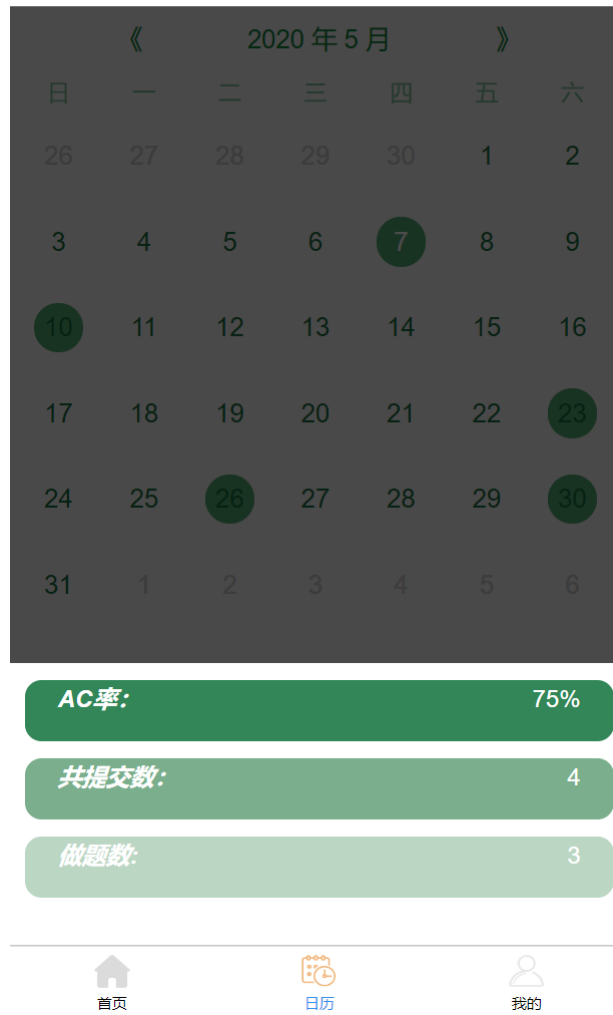 《 2020 年 5 月 》
日 一 二 三 四 五 六
26 27 28 29 30 1 2
3 4 5 6 7 8 9
10 11 12 13 14 15 16
17 18 19 20 21 22 23
24 25 26 27 28 29 30
31 1 2 3 4 5 6
AC率: 75%
共提交数: 4
做题数: 3
首页 日历 我的